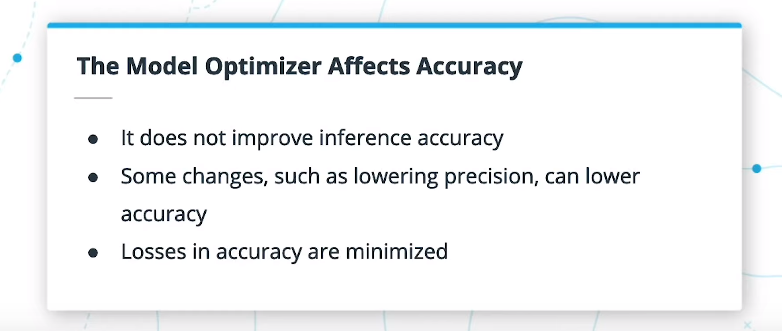 The Model Optimizer Affects Accuracy
● It does not improve inference accuracy
● Some changes, such as lowering precision, can lower
accuracy
● Losses in accuracy are minimized